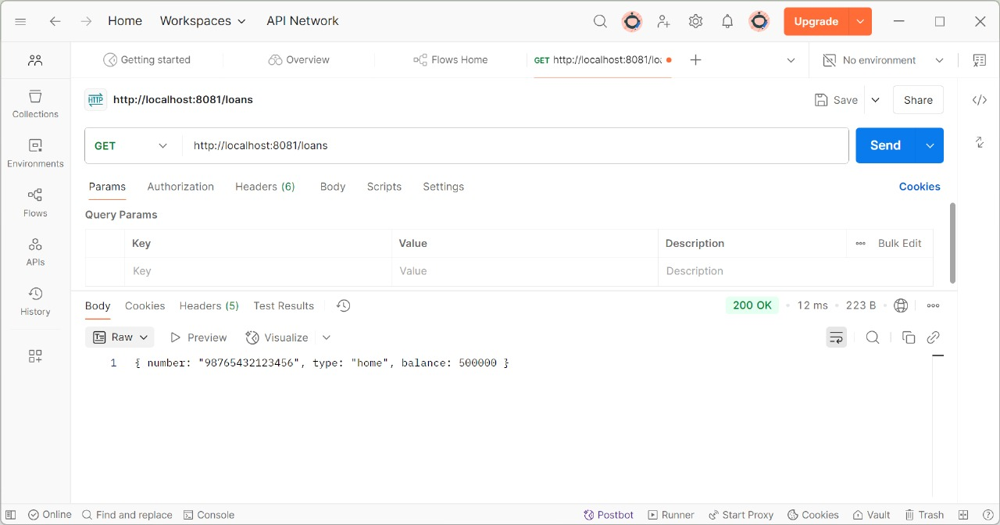 Home Workspaces API Network Upgrade
Getting started Overview Flows Home GET http://localhost:8081/loa No environment
HTTP http://localhost:8081/loans Save Share
GET http://localhost:8081/loans Send
Params Authorization Headers (6) Body Scripts Settings Cookies
Query Params
Key Value Description Bulk Edit
Key Value Description
Collections
Environments
Flows
APIs
History
Body Cookies Headers (5) Test Results 200 OK 12 ms 223 B
Raw Preview Visualize
1 { number: "98765432123456", type: "home", balance: 500000 }
Online Find and replace Console Postbot Runner Start Proxy Cookies Vault Trash